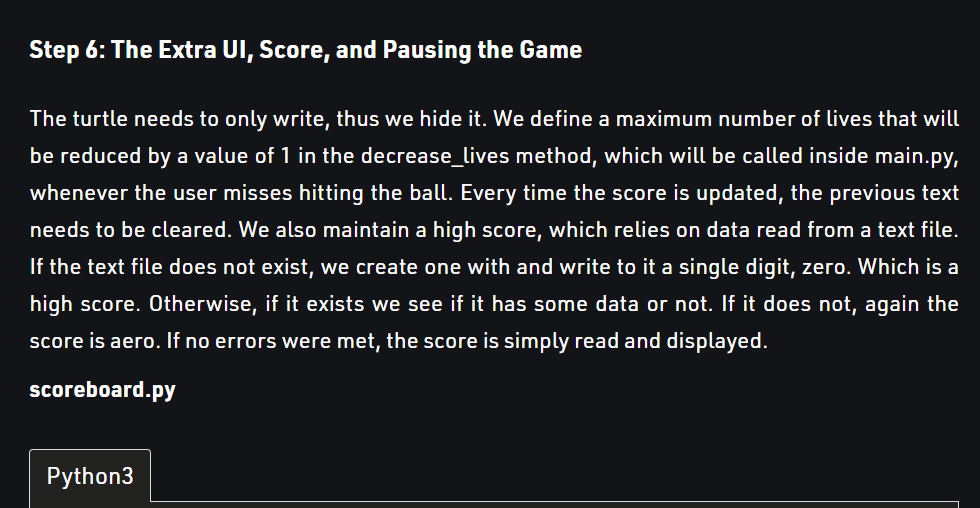 Step 6: The Extra UI, Score, and Pausing the Game
The turtle needs to only write, thus we hide it. We define a maximum number of lives that will
be reduced by a value of 1 in the decrease_lives method, which will be called inside main.py,
whenever the user misses hitting the ball. Every time the score is updated, the previous text
needs to be cleared. We also maintain a high score, which relies on data read from a text file.
If the text file does not exist, we create one with and write to it a single digit, zero. Which is a
high score. Otherwise, if it exists we see if it has some data or not. If it does not, again the
score is aero. If no errors were met, the score is simply read and displayed.
scoreboard.py
Python3